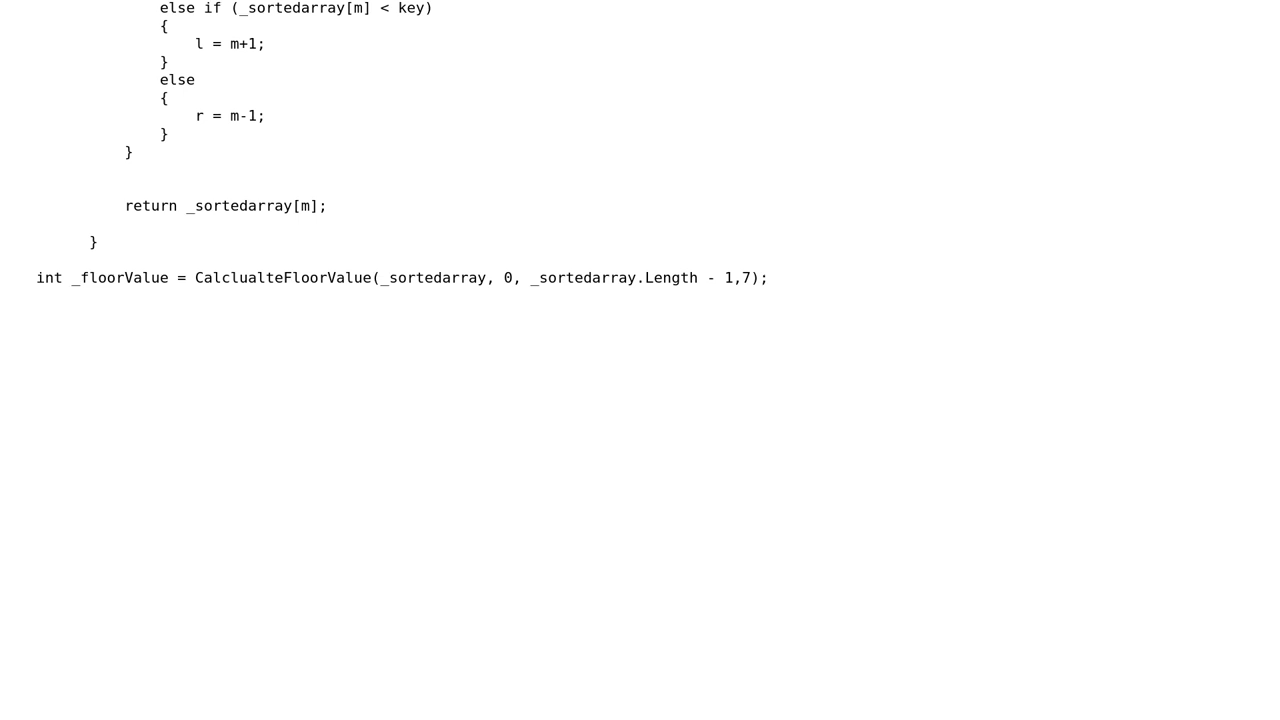 else if (_sortedarray[m] < key)
{
l = m+1;
}
else
{
r = m-1;
}
}
return _sortedarray[m];
}
int _floorValue = CalclualteFloorValue(_sortedarray, 0, _sortedarray.Length - 1,7);